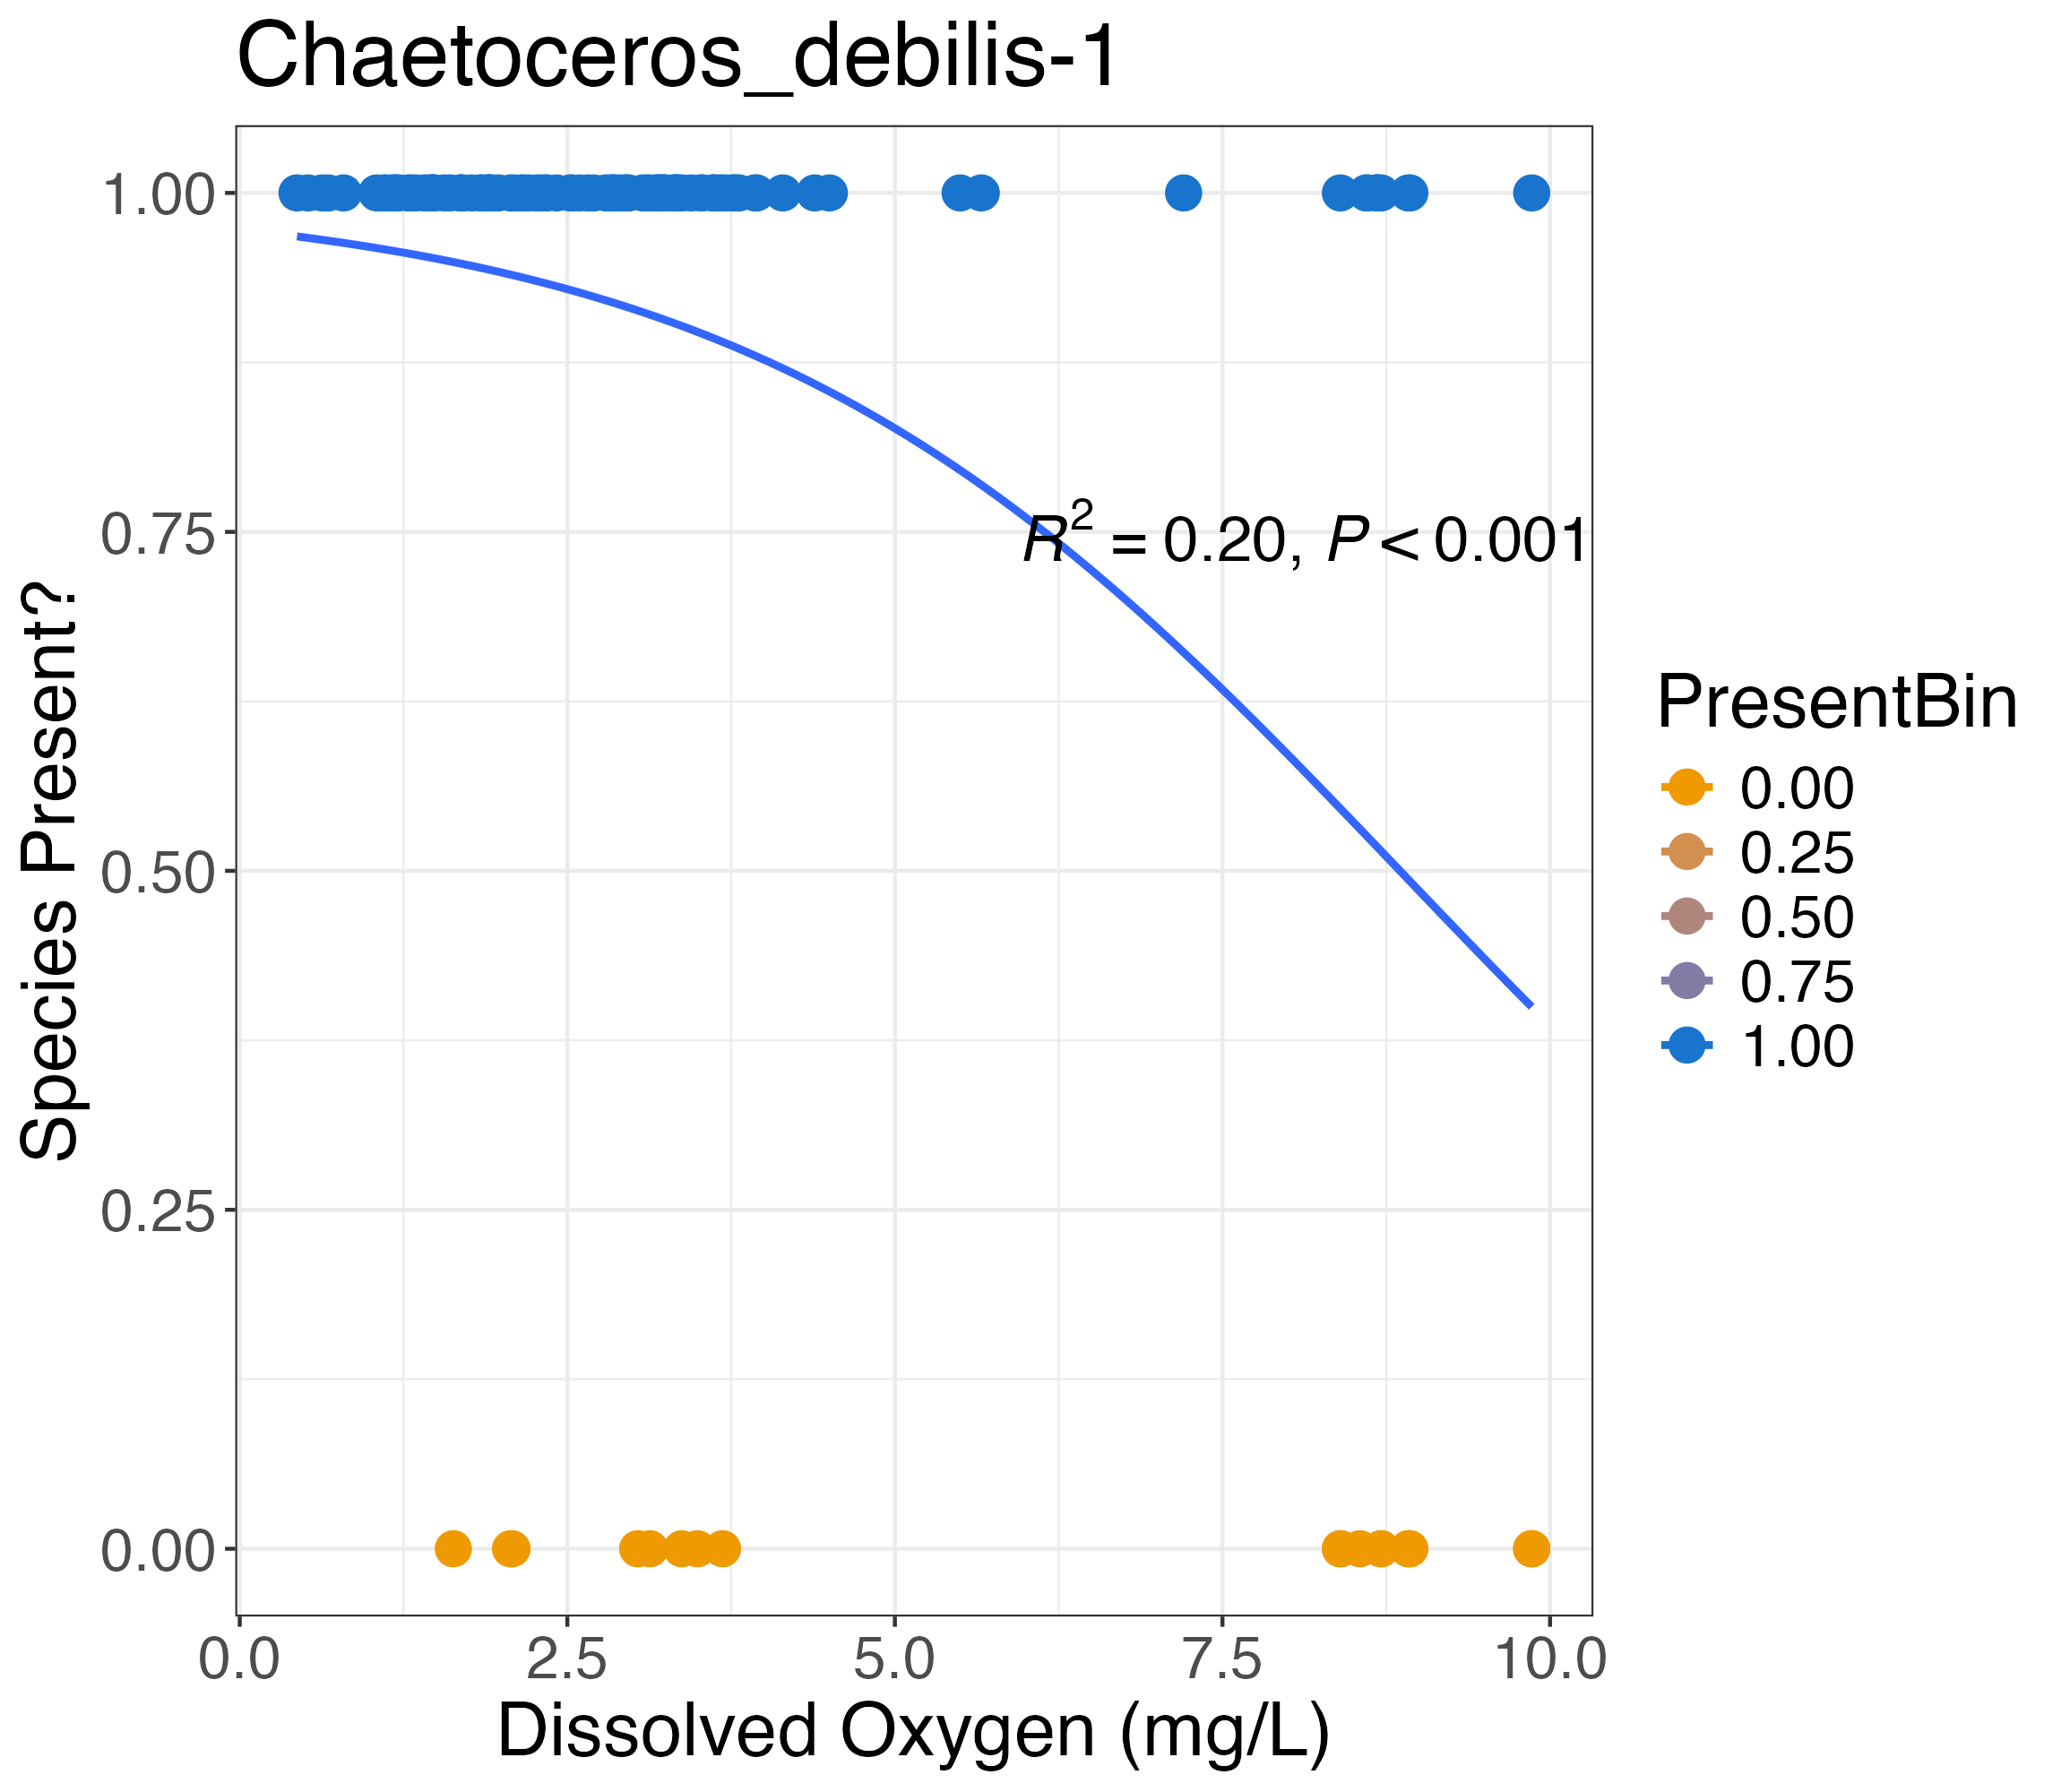 Chaetoceros_debilis-1
1.00
0.75
0.50
0.25
0.00
Species Present?
R² = 0.20, P < 0.001
0.0 2.5 5.0 7.5 10.0
Dissolved Oxygen (mg/L)
PresentBin
0.00
0.25
0.50
0.75
1.00